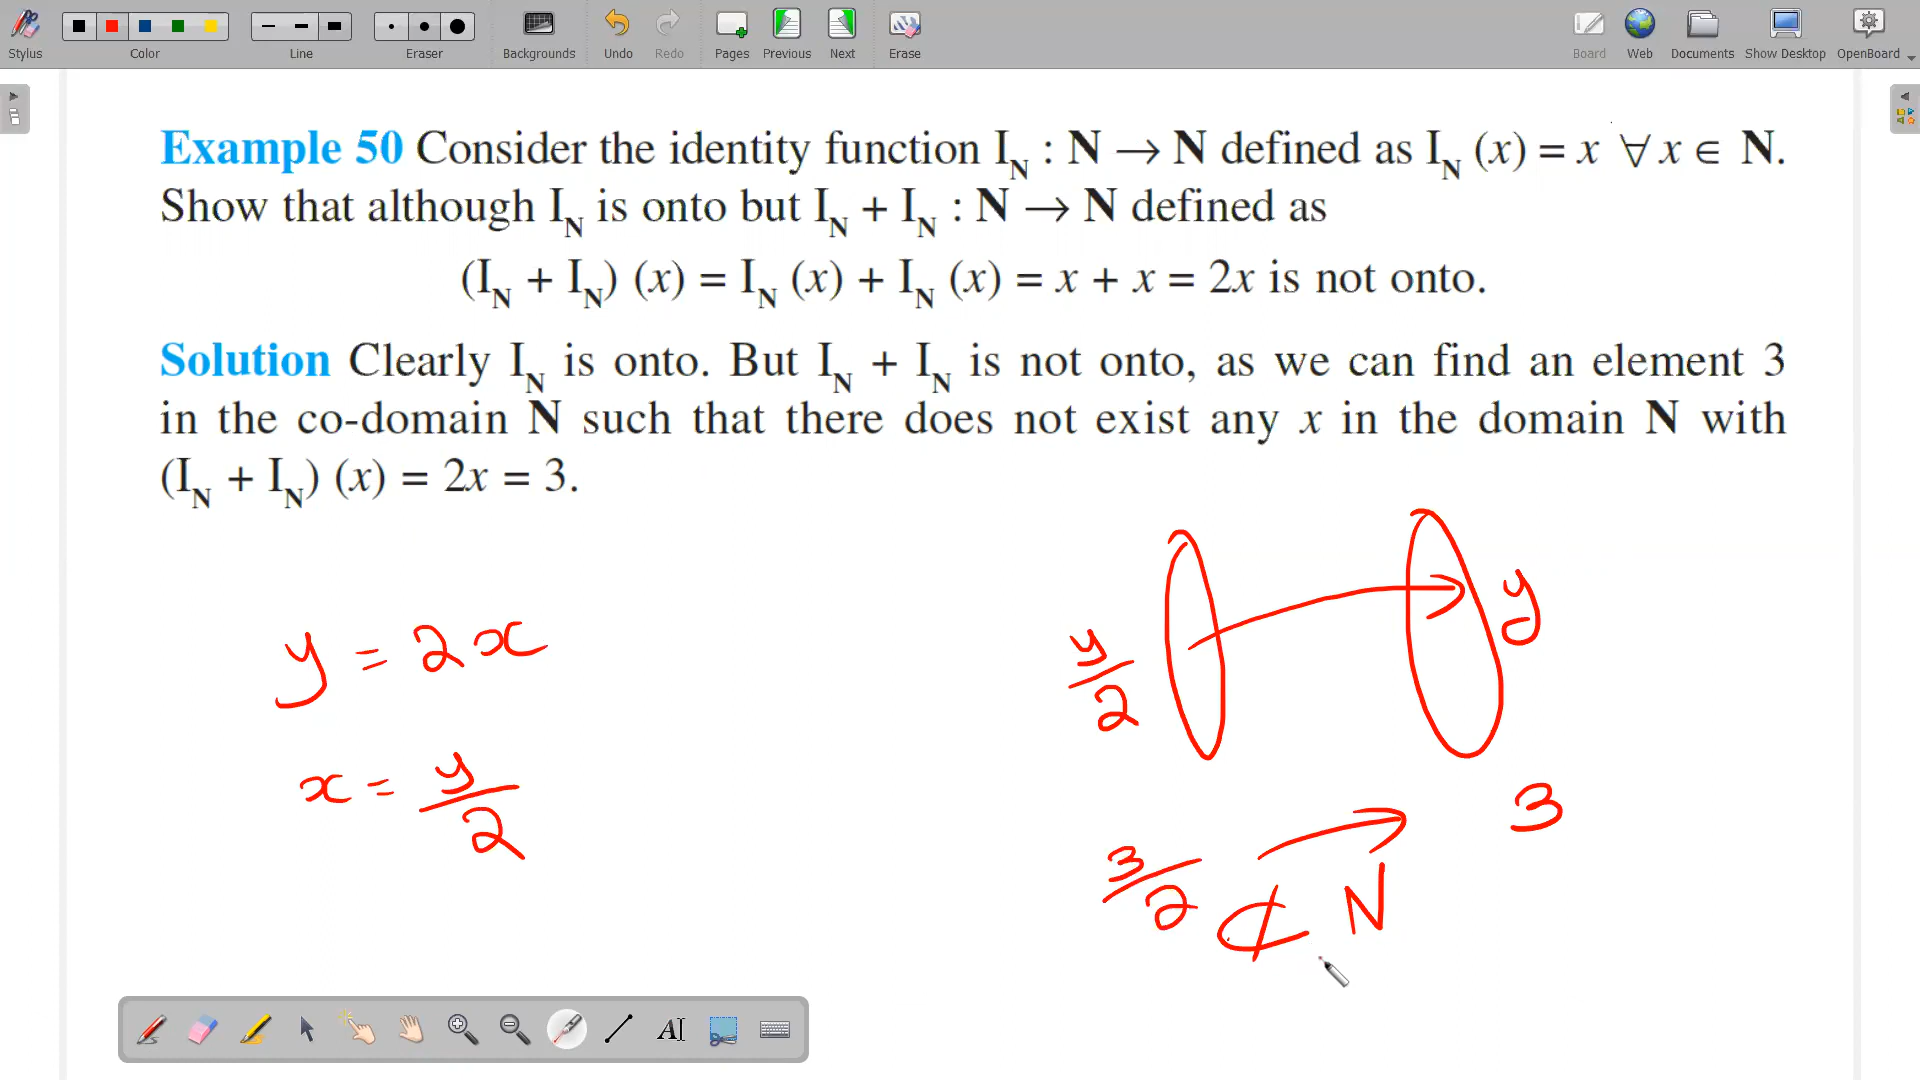 Stylus Color Line Eraser Backgrounds Undo Redo Pages Previous Next Erase Board Web Documents Show Desktop OpenBoard
Example 50 Consider the identity function I_N : N → N defined as I_N (x) = x ∀ x ∈ N.
Show that although I_N is onto but I_N + I_N : N → N defined as
(I_N + I_N) (x) = I_N (x) + I_N (x) = x + x = 2x is not onto.
Solution Clearly I_N is onto. But I_N + I_N is not onto, as we can find an element 3
in the co-domain N such that there does not exist any x in the domain N with
(I_N + I_N) (x) = 2x = 3.
y = 2x
x = y/2
y/2 y
3
3/2 ⊄ N
AI